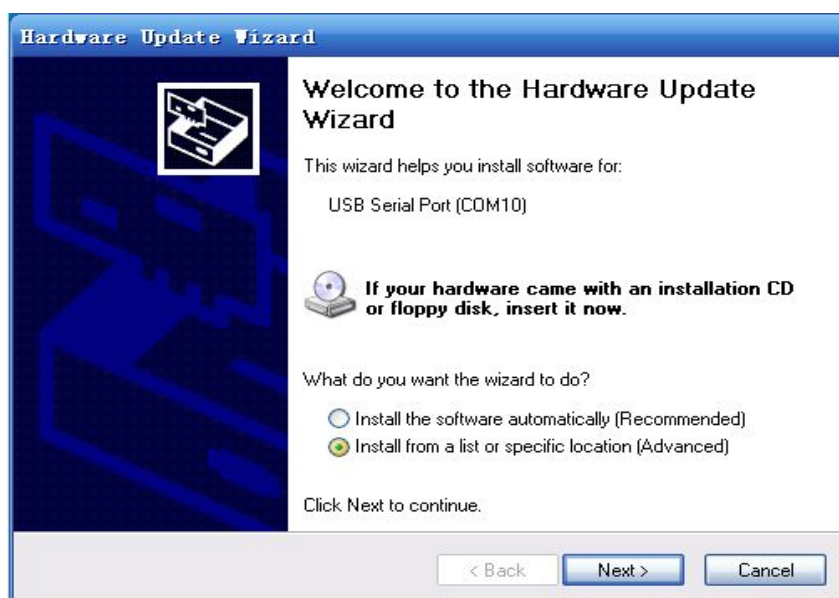 Hardware Update Wizard
Welcome to the Hardware Update
Wizard
This wizard helps you install software for:
USB Serial Port (COM10)
If your hardware came with an installation CD
or floppy disk, insert it now.
What do you want the wizard to do?
Install the software automatically (Recommended)
Install from a list or specific location (Advanced)
Click Next to continue.
< Back Next > Cancel